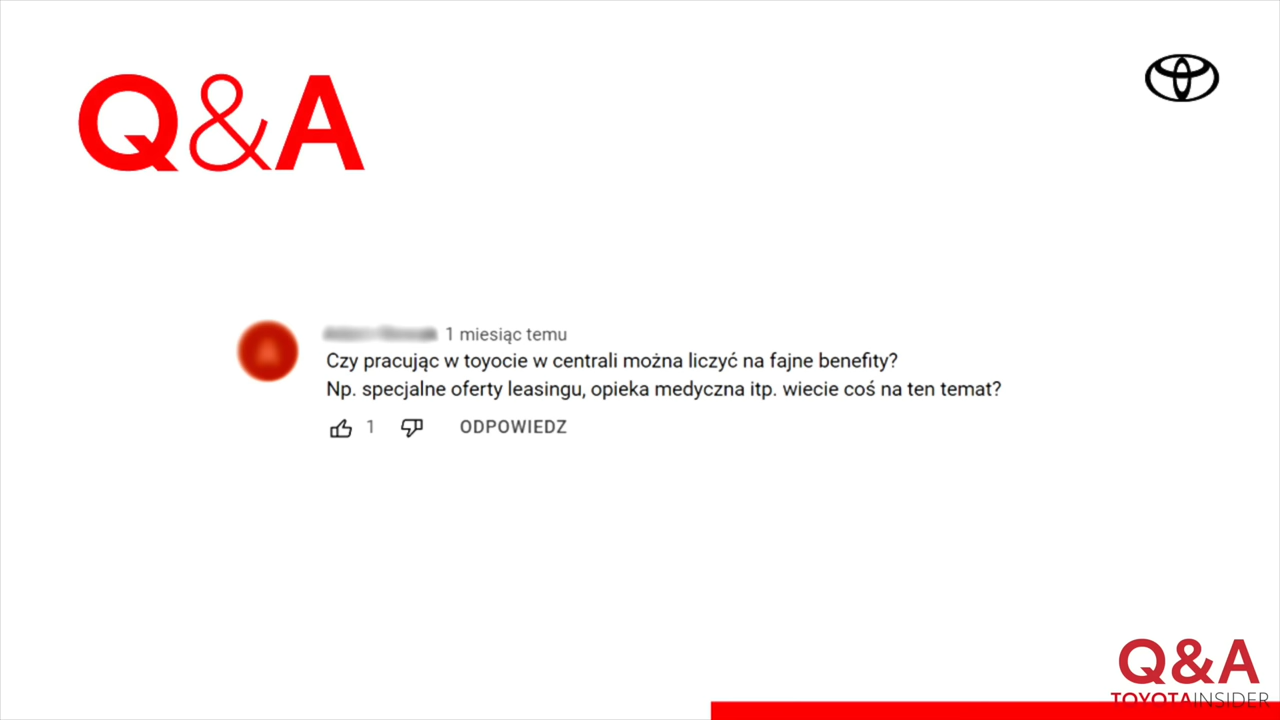 Q&A
1 miesiąc temu
Czy pracując w toyocie w centrali można liczyć na fajne benefity?
Np. specjalne oferty leasingu, opieka medyczna itp. wiecie coś na ten temat?
1 ODPOWIEDZ
Q&A
TOYOTAINSIDER